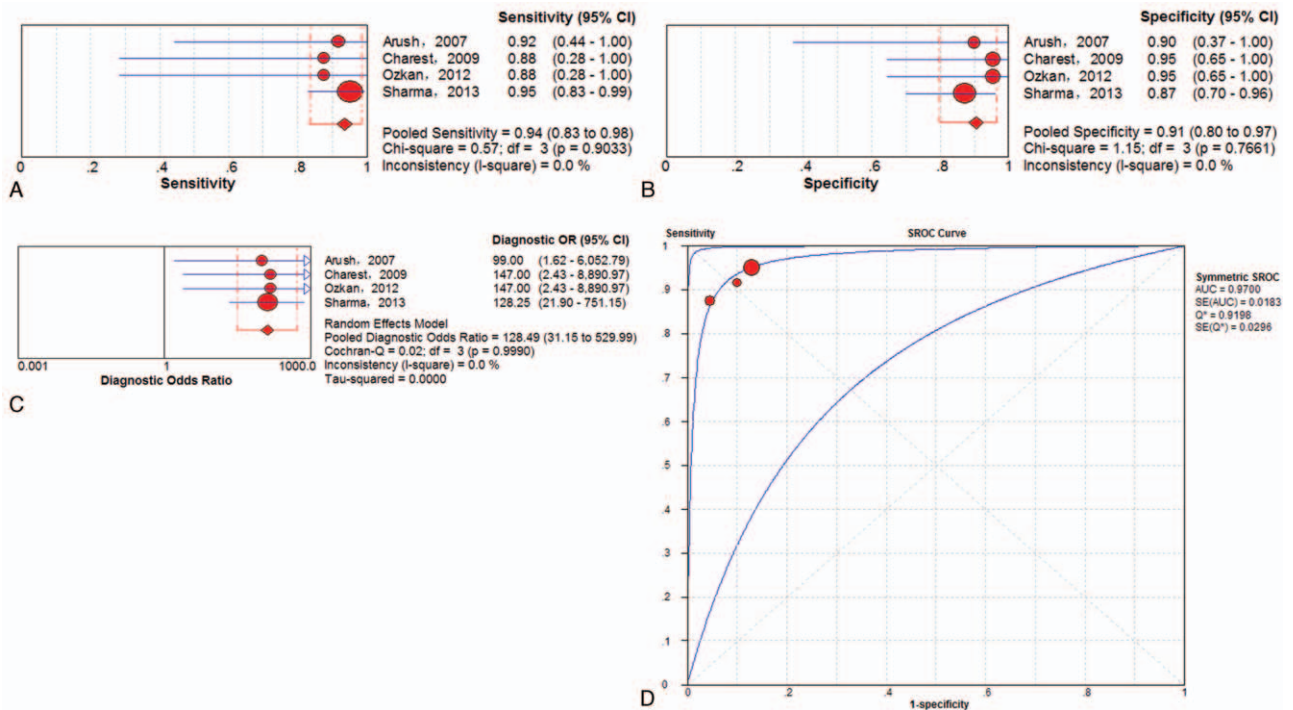 Sensitivity (95% CI)
Arush, 2007 0.92 (0.44 - 1.00)
Charest, 2009 0.88 (0.28 - 1.00)
Ozkan, 2012 0.88 (0.28 - 1.00)
Sharma, 2013 0.95 (0.83 - 0.99)
Pooled Sensitivity = 0.94 (0.83 to 0.98)
Chi-square = 0.57; df = 3 (p = 0.9033)
Inconsistency (I-square) = 0.0 %
0 .2 .4 .6 .8 1
Sensitivity
A
Specificity (95% CI)
Arush, 2007 0.90 (0.37 - 1.00)
Charest, 2009 0.95 (0.65 - 1.00)
Ozkan, 2012 0.95 (0.65 - 1.00)
Sharma, 2013 0.87 (0.70 - 0.96)
Pooled Specificity = 0.91 (0.80 to 0.97)
Chi-square = 1.15; df = 3 (p = 0.7661)
Inconsistency (I-square) = 0.0 %
0 .2 .4 .6 .8 1
Specificity
B
Diagnostic OR (95% CI)
Arush, 2007 99.00 (1.62 - 6,052.79)
Charest, 2009 147.00 (2.43 - 8,890.97)
Ozkan, 2012 147.00 (2.43 - 8,890.97)
Sharma, 2013 128.25 (21.90 - 751.15)
Random Effects Model
Pooled Diagnostic Odds Ratio = 128.49 (31.15 to 529.99)
Cochran-Q = 0.02; df = 3 (p = 0.9990)
Inconsistency (I-square) = 0.0 %
Tau-squared = 0.0000
0.001 1 1000.0
Diagnostic Odds Ratio
C
Sensitivity SROC Curve
1
.9
.8
.7
.6
.5
.4
.3
.2
.1
0
0 .2 .4 .6 .8 1
1-specificity
Symmetric SROC
AUC = 0.9700
SE(AUC) = 0.0183
Q* = 0.9198
SE(Q*) = 0.0296
D